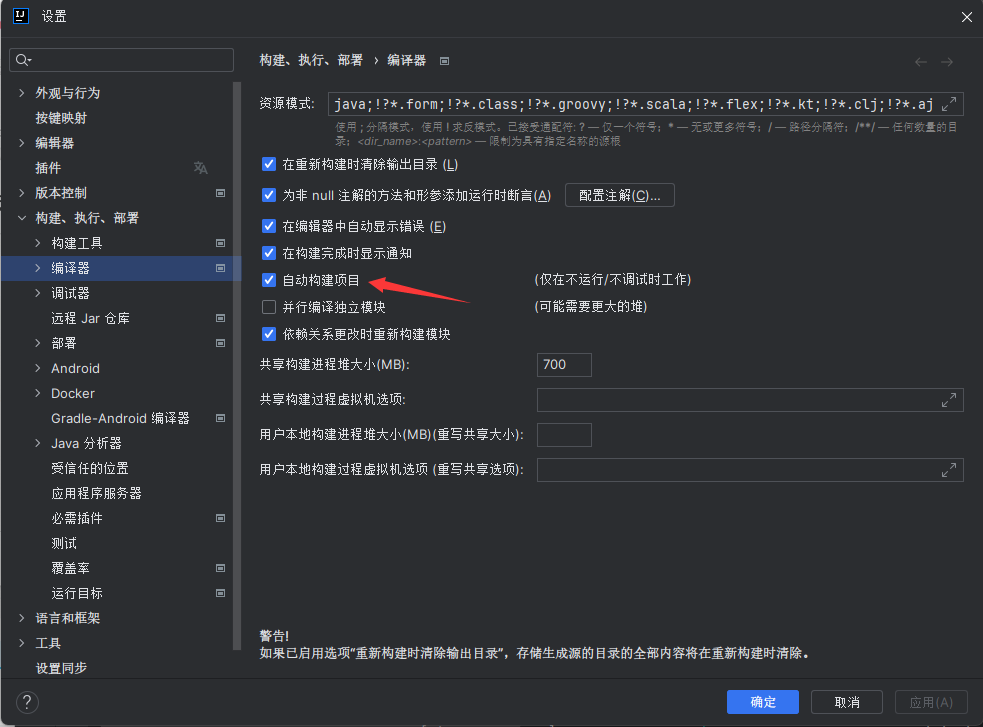 设置
外观与行为
按键映射
编辑器
插件
版本控制
构建、执行、部署
构建工具
编译器
调试器
远程 Jar 仓库
部署
Android
Docker
Gradle-Android 编译器
Java 分析器
受信任的位置
应用程序服务器
必需插件
测试
覆盖率
运行目标
语言和框架
工具
设置同步
构建、执行、部署 › 编译器
资源模式: java;!?*.form;!?*.class;!?*.groovy;!?*.scala;!?*.flex;!?*.kt;!?*.clj;!?*.aj
使用 ; 分隔模式，使用 ! 求反模式。已接受通配符: ? — 仅一个符号；* — 无或更多符号；/ — 路径分隔符；/**/ — 任何数量的目
录；<dir_name>:<pattern> — 限制为具有指定名称的源根
在重新构建时清除输出目录 (L)
为非 null 注解的方法和形参添加运行时断言(A) 配置注解(C)...
在编辑器中自动显示错误 (E)
在构建完成时显示通知
自动构建项目 (仅在不运行/不调试时工作)
并行编译独立模块 (可能需要更大的堆)
依赖关系更改时重新构建模块
共享构建进程堆大小(MB): 700
共享构建过程虚拟机选项:
用户本地构建进程堆大小(MB)(重写共享大小):
用户本地构建过程虚拟机选项 (重写共享选项):
警告!
如果已启用选项“重新构建时清除输出目录”，存储生成源的目录的全部内容将在重新构建时清除。
? 确定 取消 应用(A)